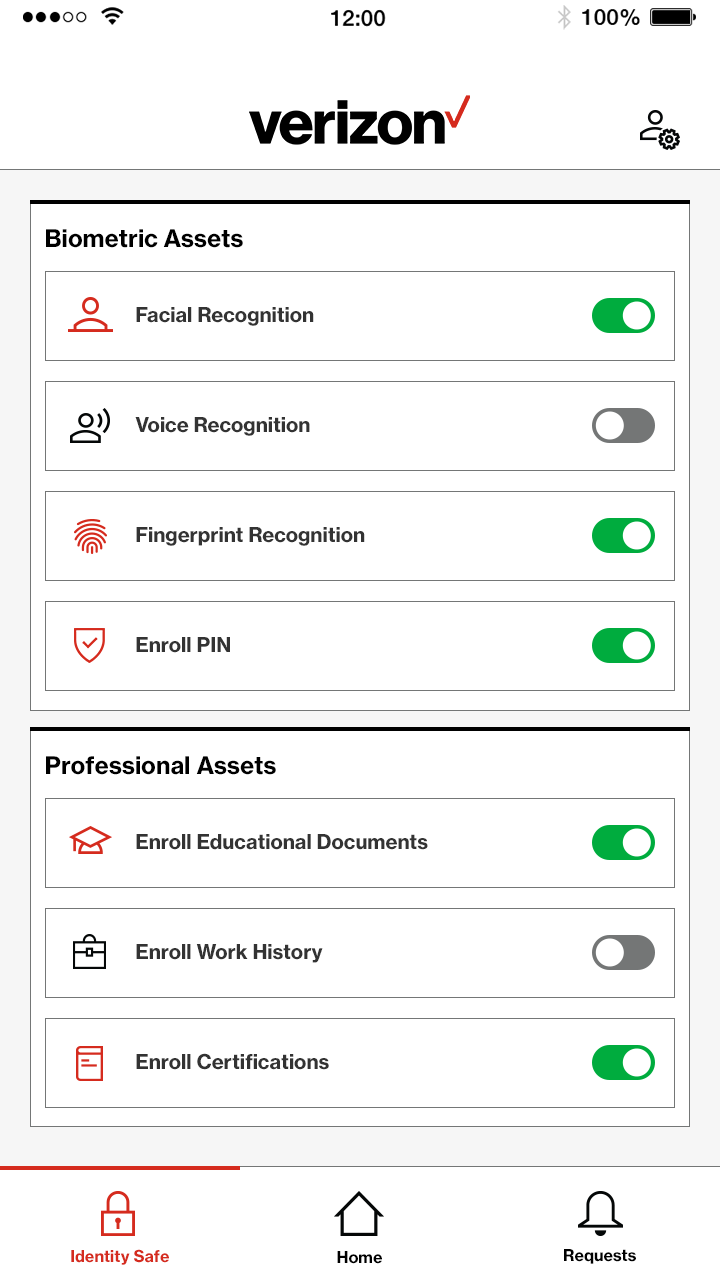 12:00
100%
verizon
Biometric Assets
Facial Recognition
Voice Recognition
Fingerprint Recognition
Enroll PIN
Professional Assets
Enroll Educational Documents
Enroll Work History
Enroll Certifications
Identity Safe
Home
Requests